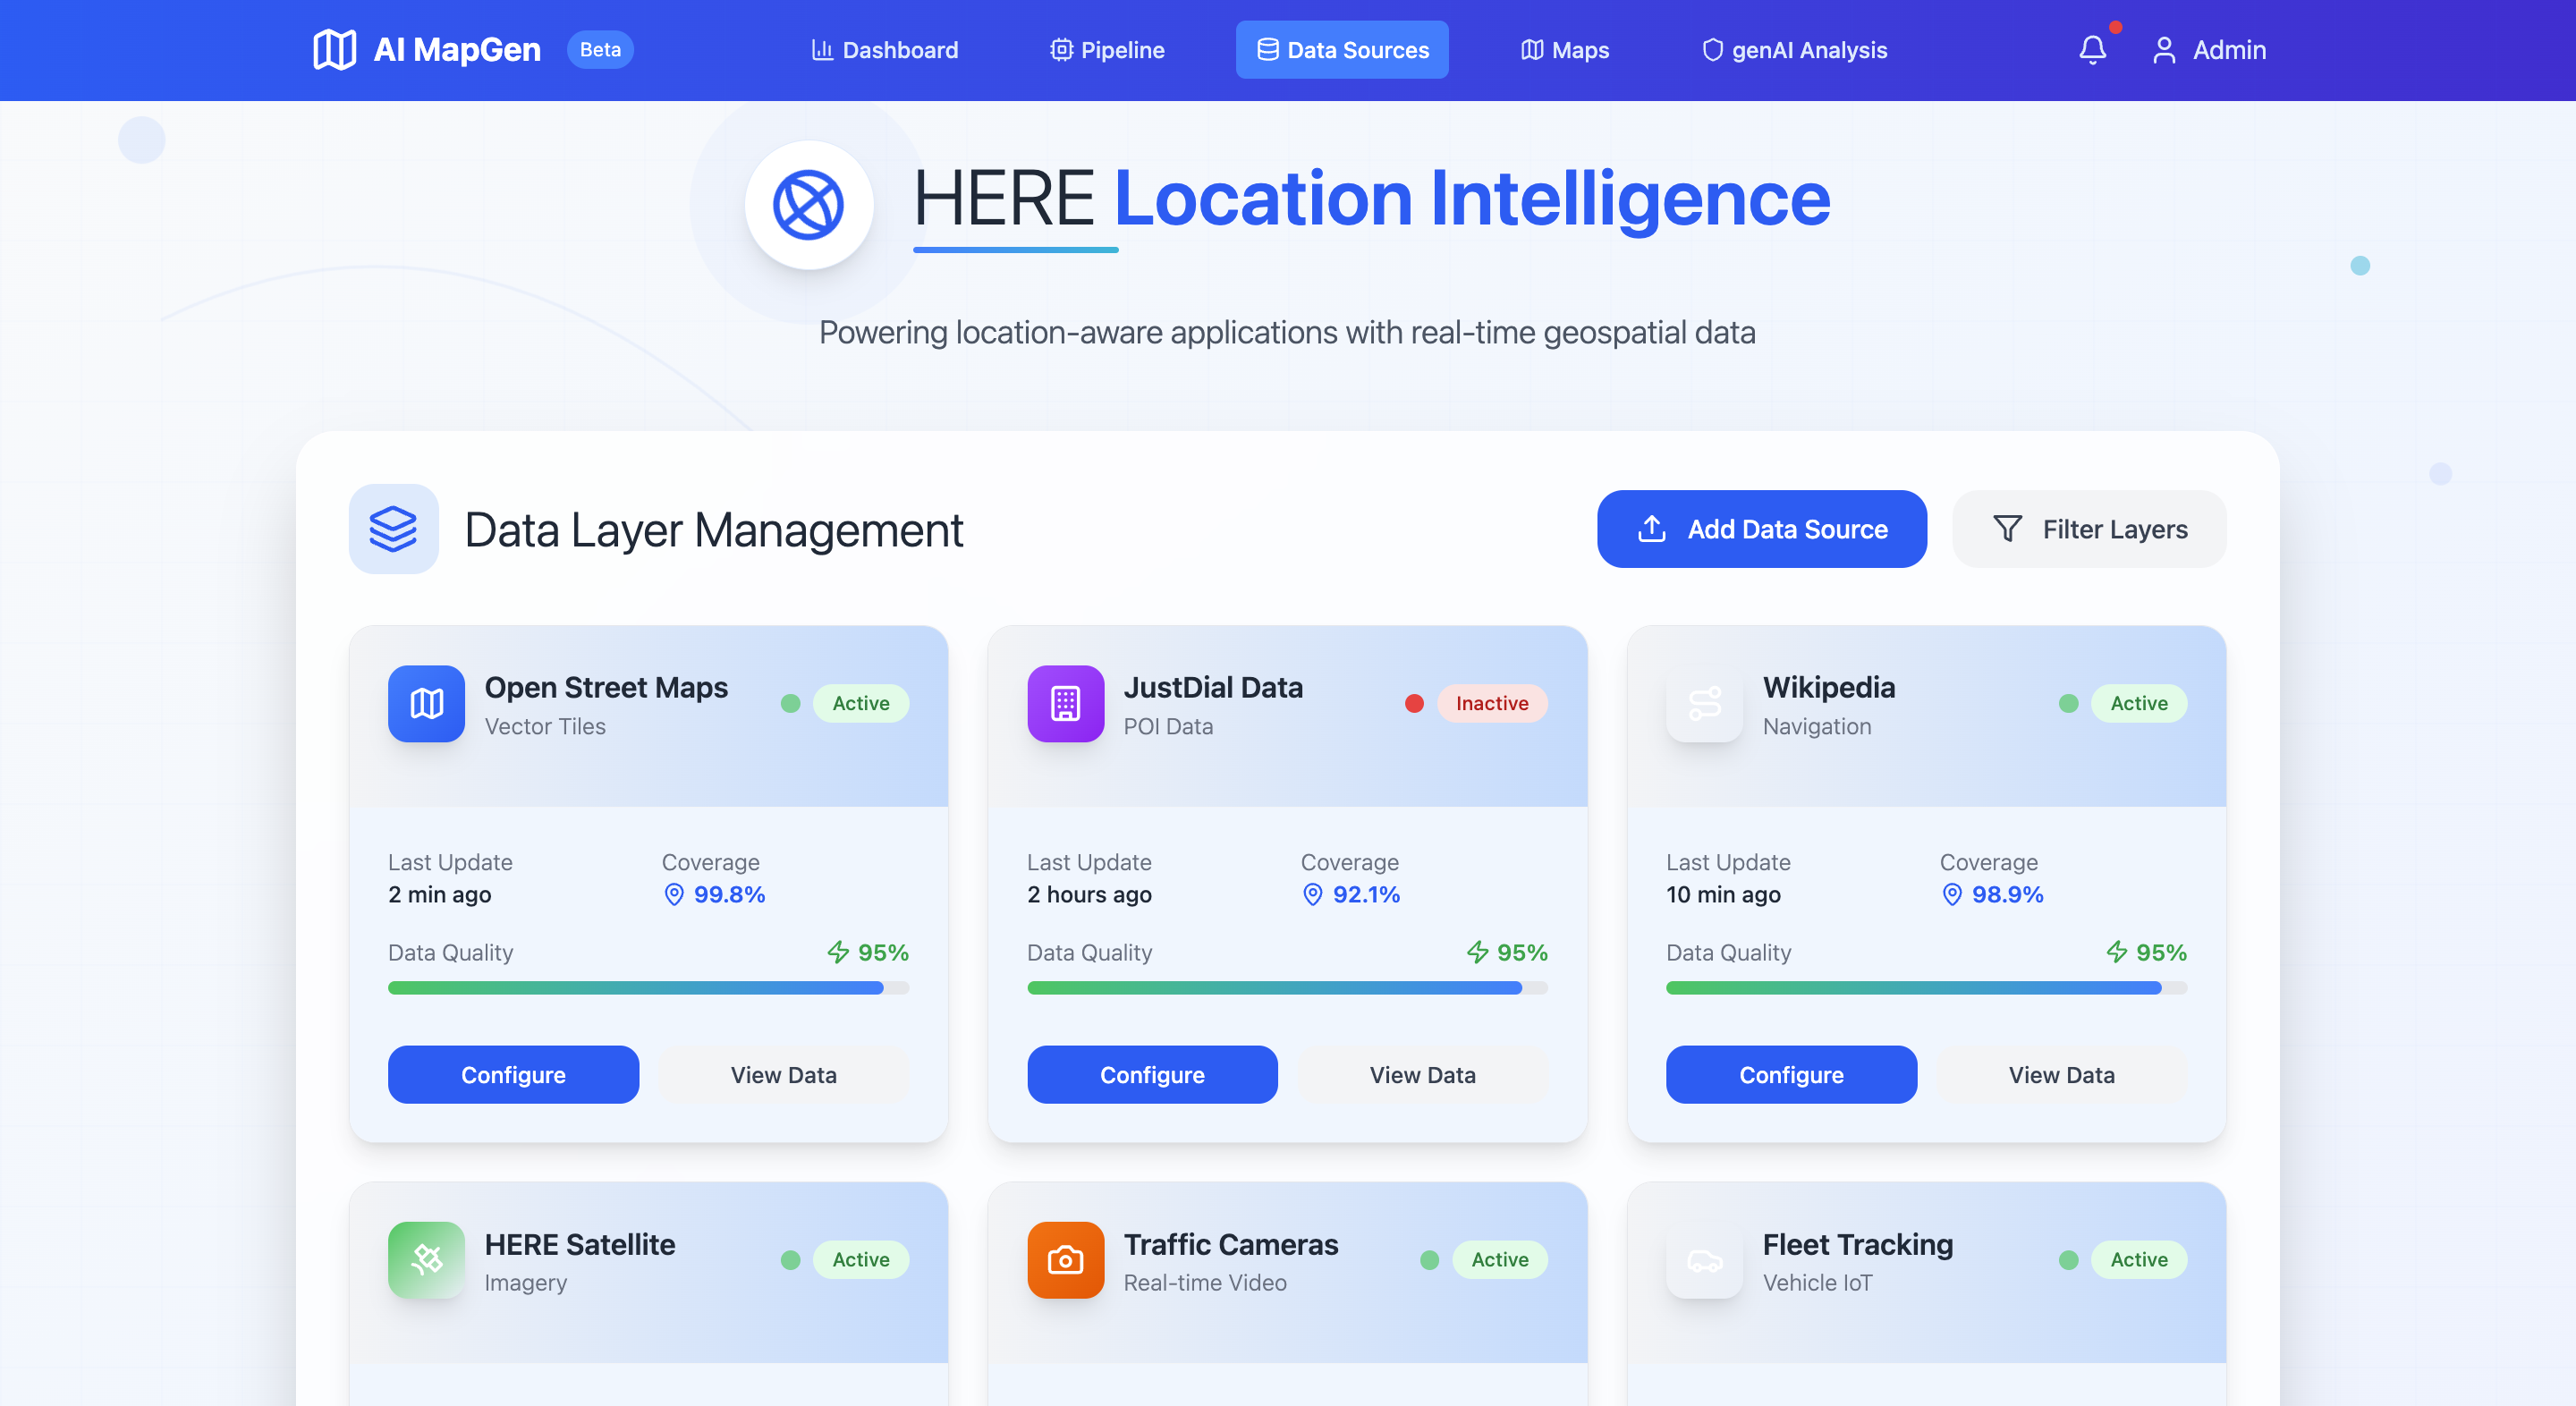 AI MapGen Beta Dashboard Pipeline Data Sources Maps genAI Analysis Admin
HERE Location Intelligence
Powering location-aware applications with real-time geospatial data
Data Layer Management Add Data Source Filter Layers
Open Street Maps
Vector Tiles
Active
Last Update Coverage
2 min ago 99.8%
Data Quality 95%
Configure View Data
JustDial Data
POI Data
Inactive
Last Update Coverage
2 hours ago 92.1%
Data Quality 95%
Configure View Data
Wikipedia
Navigation
Active
Last Update Coverage
10 min ago 98.9%
Data Quality 95%
Configure View Data
HERE Satellite
Imagery
Active
Traffic Cameras
Real-time Video
Active
Fleet Tracking
Vehicle IoT
Active